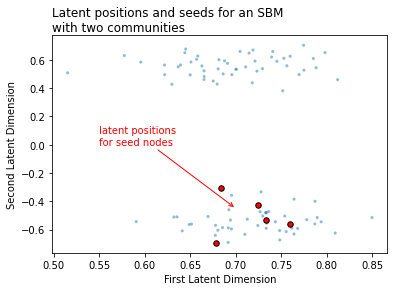 Latent positions and seeds for an SBM
with two communities
Second Latent Dimension
0.6
0.4
0.2
0.0
−0.2
−0.4
−0.6
latent positions
for seed nodes
0.50
0.55
0.60
0.65
0.70
0.75
0.80
0.85
First Latent Dimension